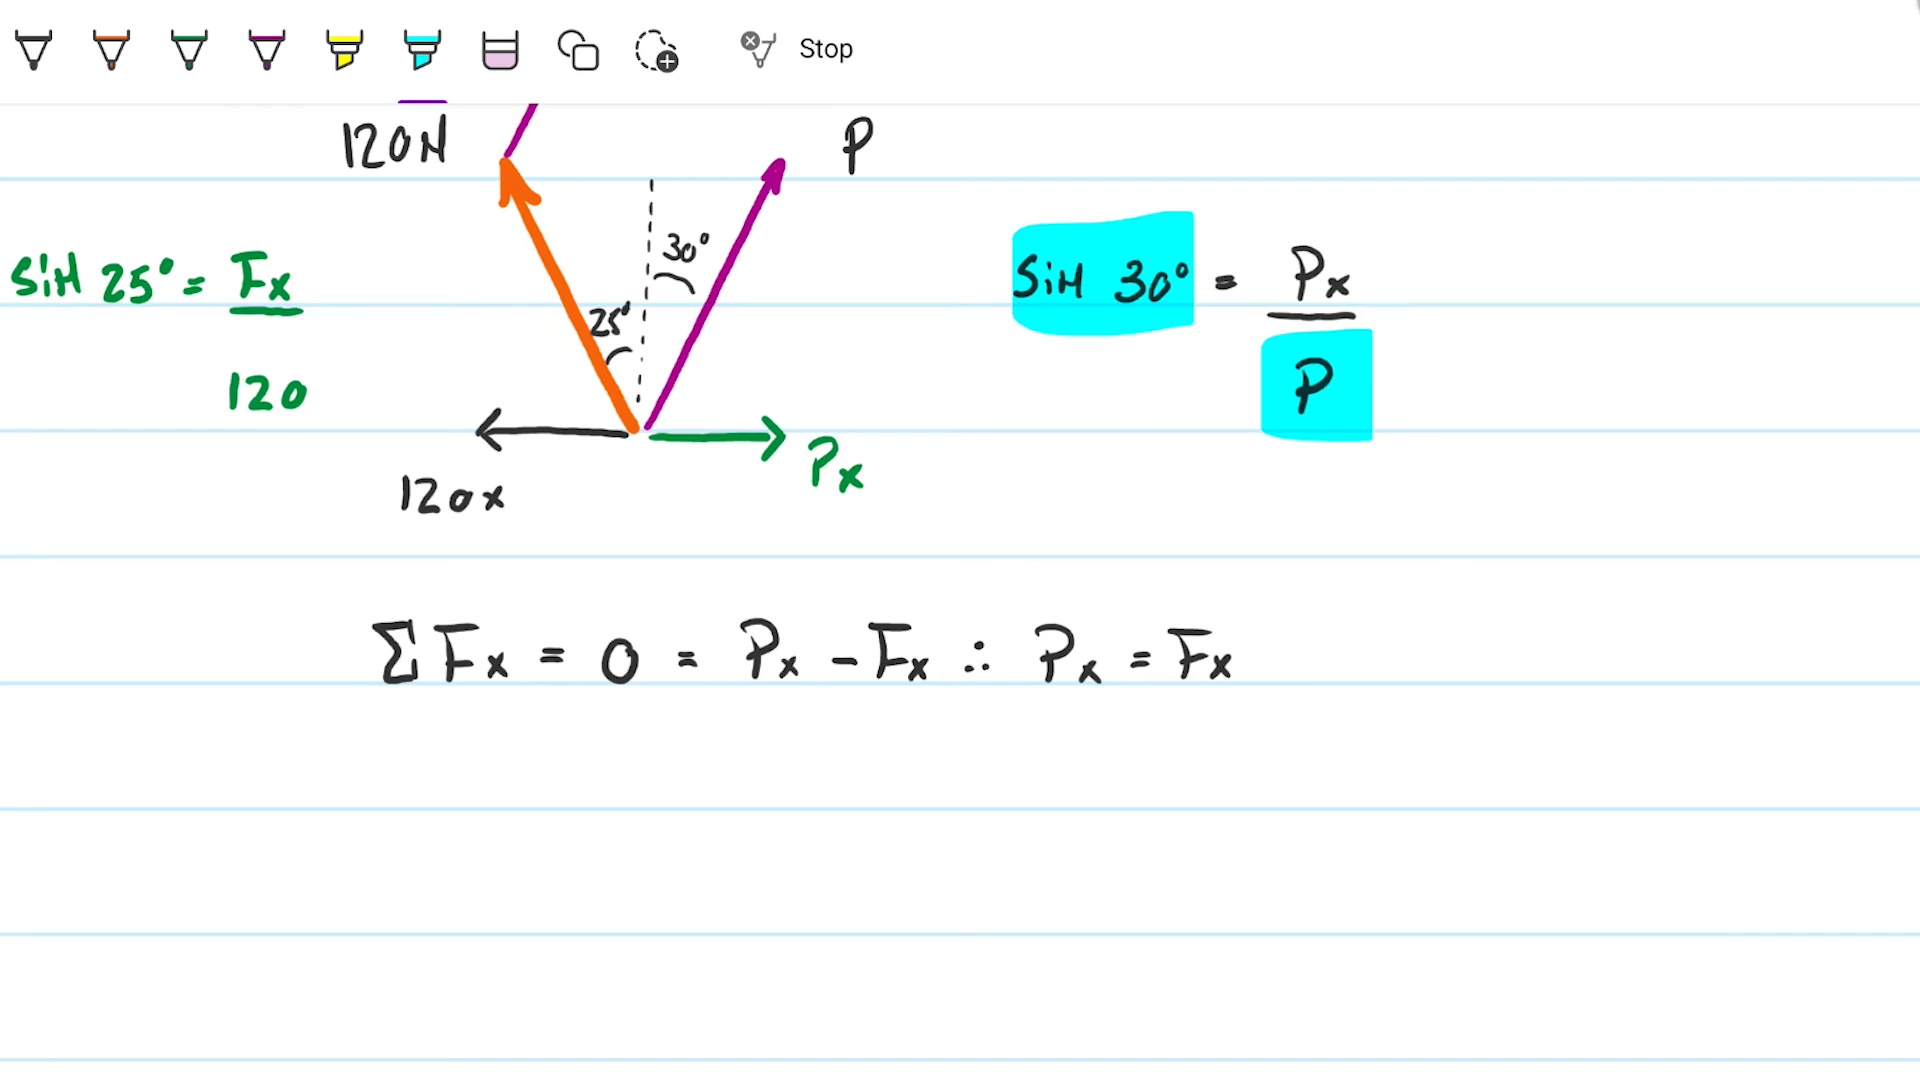 Stop
120N
P
30°
25°
sin 25° = Fx
120
sin 30° = Px
P
Px
120x
ΣFx = 0 = Px - Fx ∴ Px = Fx